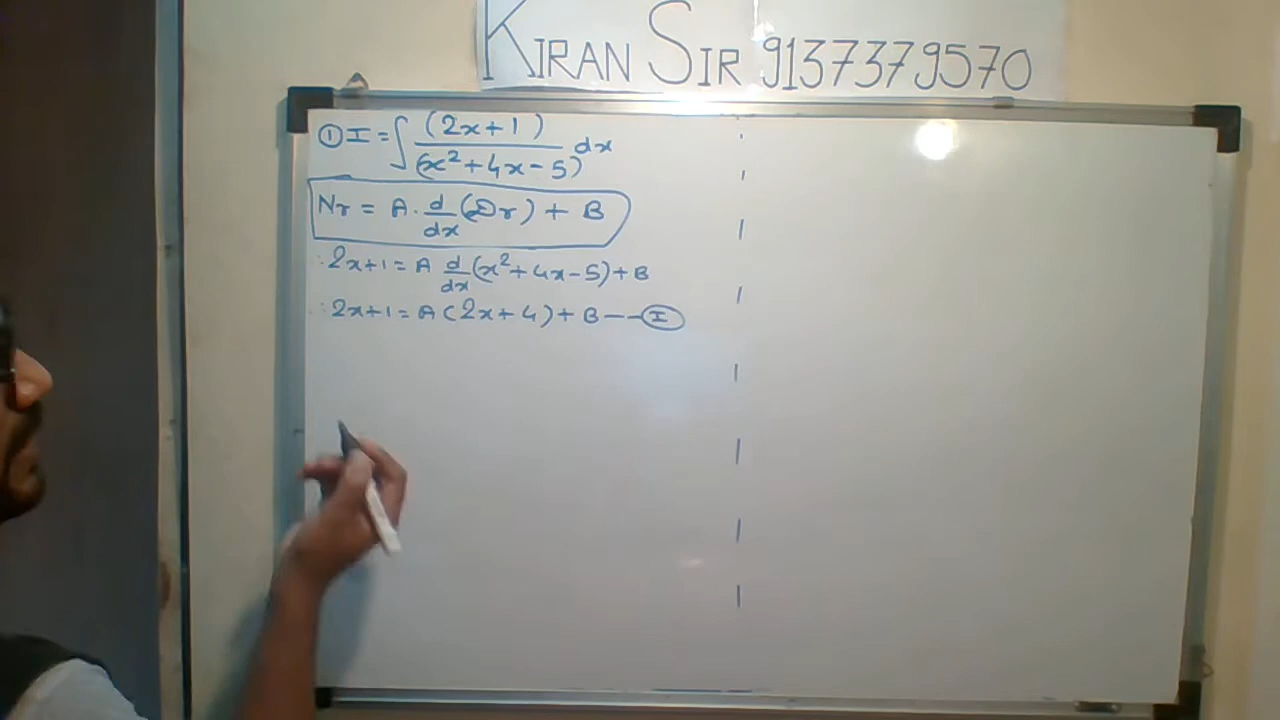 KIRAN SIR 9137379570
① I = ∫ (2x+1) / (x²+4x-5) dx
Nr = A. d/dx (Dr) + B
∴ 2x+1 = A d/dx (x²+4x-5)+B
∴ 2x+1 = A(2x+4)+B -- Ⓘ